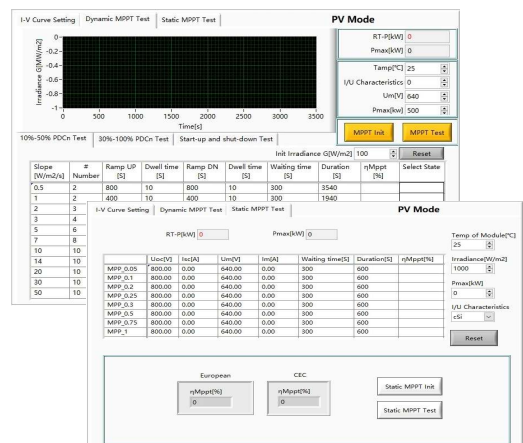 I-V Curve Setting Dynamic MPPT Test Static MPPT Test PV Mode
RT-P[kW] 0
Pmax[kW] 0
Tamp[℃] 25
I/U Characteristics 0
Um[V] 640
Pmax[kw] 500
MPPT Init MPPT Test
Irradiance G[MW/m2]
0
-0.2
-0.4
-0.6
-0.8
-1
0 500 1000 1500 2000 2500 3000 3500
Time[s]
10%-50% PDCn Test 30%-100% PDCn Test Start-up and shut-down Test
Init Irradiance G[W/m2] 100 Reset
Slope [W/m2/s] # Number Ramp UP [S] Dwell time [S] Ramp DN [S] Dwell time [S] Waiting time [S] Duration [S] ηMppt [%] Select State
0.5 2 800 10 800 10 300 3540
1 2 400 10 400 10 300 1940
2 3
3 4
5 6
7 8
10 10
14 10
20 10
30 10
50 10
I-V Curve Setting Dynamic MPPT Test Static MPPT Test PV Mode
RT-P[kW] 0 Pmax[kW] 0
Temp of Module[℃]
25
Irradiance[W/m2]
1000
Pmax[kW]
0
I/U Characteristics
cSi
Reset
Uoc[V] Isc[A] Um[V] Im[A] Waiting time[S] Duration[S] ηMppt[%]
MPP_0.05 800.00 0.00 640.00 0.00 300 600
MPP_0.1 800.00 0.00 640.00 0.00 300 600
MPP_0.2 800.00 0.00 640.00 0.00 300 600
MPP_0.25 800.00 0.00 640.00 0.00 300 600
MPP_0.3 800.00 0.00 640.00 0.00 300 600
MPP_0.5 800.00 0.00 640.00 0.00 300 600
MPP_0.75 800.00 0.00 640.00 0.00 300 600
MPP_1 800.00 0.00 640.00 0.00 300 600
European CEC
ηMppt[%] ηMppt[%]
0 0
Static MPPT Init
Static MPPT Test